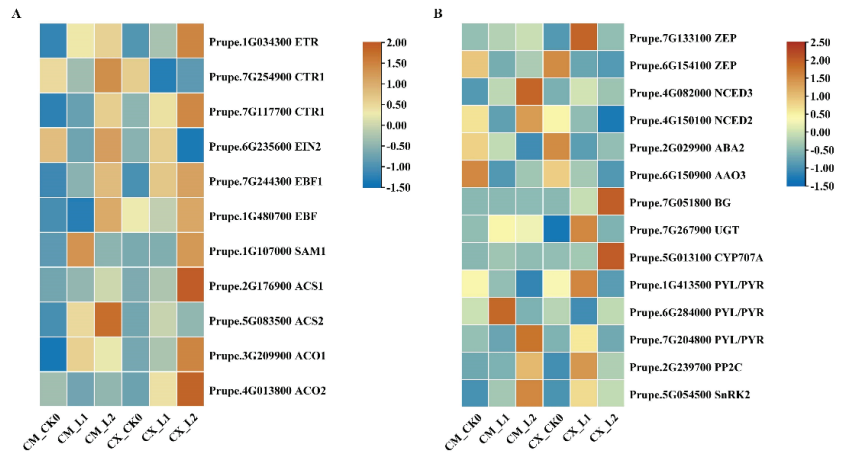 A
Prupe.1G034300 ETR
Prupe.7G254900 CTR1
Prupe.7G117700 CTR1
Prupe.6G235600 EIN2
Prupe.7G244300 EBF1
Prupe.1G480700 EBF
Prupe.1G107000 SAM1
Prupe.2G176900 ACS1
Prupe.5G083500 ACS2
Prupe.3G209900 ACO1
Prupe.4G013800 ACO2
CM_CK0
CM_L1
CM_L2
CX_CK0
CX_L1
CX_L2
2.00
1.50
1.00
0.50
0.00
-0.50
-1.00
-1.50
B
Prupe.7G133100 ZEP
Prupe.6G154100 ZEP
Prupe.4G082000 NCED3
Prupe.4G150100 NCED2
Prupe.2G029900 ABA2
Prupe.6G150900 AAO3
Prupe.7G051800 BG
Prupe.7G267900 UGT
Prupe.5G013100 CYP707A
Prupe.1G413500 PYL/PYR
Prupe.6G284000 PYL/PYR
Prupe.7G204800 PYL/PYR
Prupe.2G239700 PP2C
Prupe.5G054500 SnRK2
CM_CK0
CM_L1
CM_L2
CX_CK0
CX_L1
CX_L2
2.50
2.00
1.50
1.00
0.50
0.00
-0.50
-1.00
-1.50